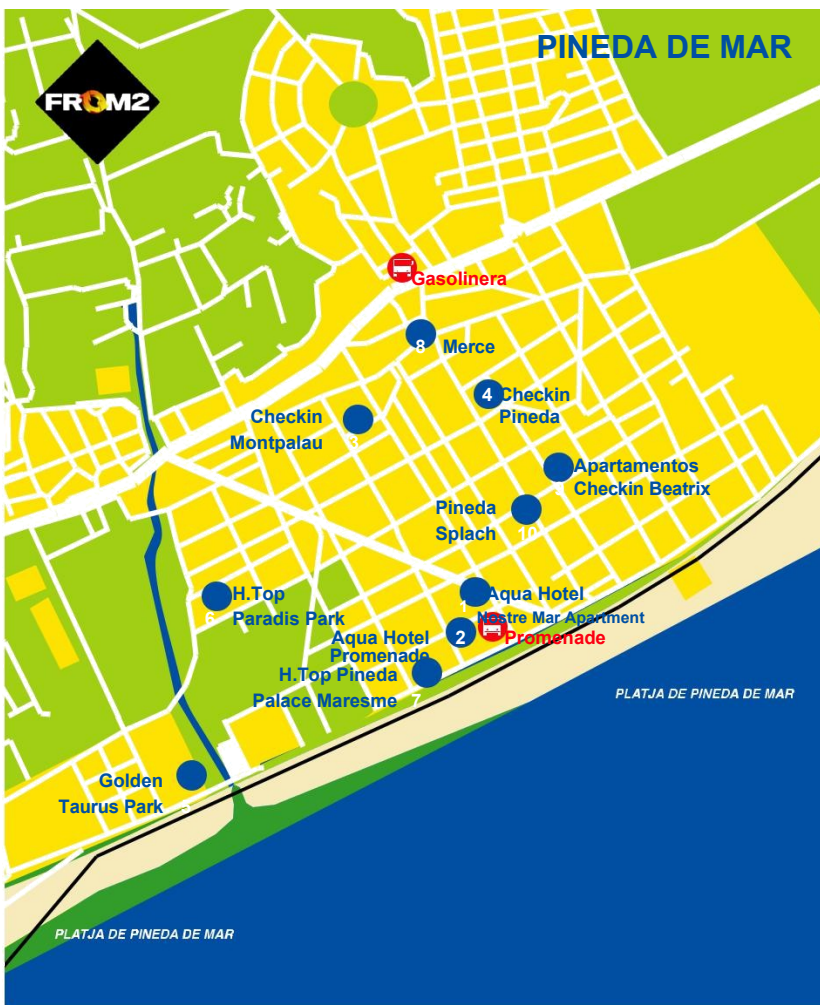 PINEDA DE MAR
FROM2
Gasolinera
8 Merce
4 Checkin
Pineda
Checkin
Montpalau 3
Apartamentos
Checkin Beatrix
Pineda
Splach 10
H.Top
6 Paradis Park
1 Aqua Hotel
Nostre Mar Apartment
Aqua Hotel 2
Promenade
Promenade
H.Top Pineda
Palace Maresme 7
PLATJA DE PINEDA DE MAR
Golden
Taurus Park 5
PLATJA DE PINEDA DE MAR